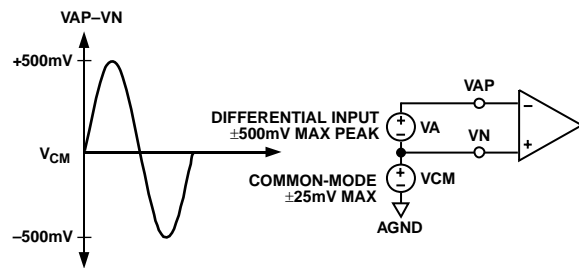 VAP–VN
+500mV
VCM
–500mV
DIFFERENTIAL INPUT
±500mV MAX PEAK
VA
VAP
VN
COMMON-MODE
±25mV MAX
VCM
AGND
+
–
+
–
–
+